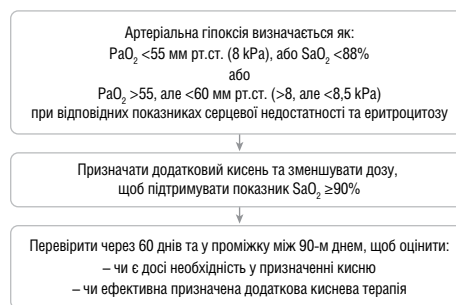 Артеріальна гіпоксія визначається як:
PaO₂ <55 мм рт.ст. (8 kPa), або SaO₂ <88%
або
PaO₂ >55, але <60 мм рт.ст. (>8, але <8,5 kPa)
при відповідних показниках серцевої недостатності та еритроцитозу
Призначати додатковий кисень та зменшувати дозу,
щоб підтримувати показник SaO₂ ≥90%
Перевірити через 60 днів та у проміжку між 90-м днем, щоб оцінити:
– чи є досі необхідність у призначенні кисню
– чи ефективна призначена додаткова киснева терапія